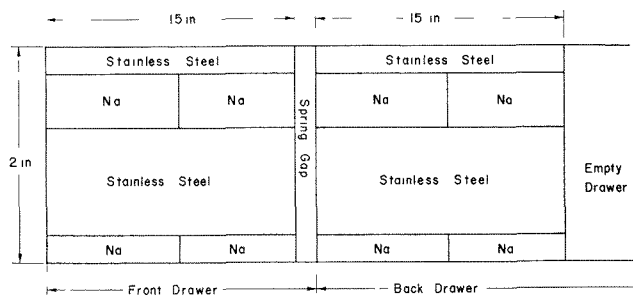 15 in 15 in
Stainless Steel Stainless Steel
Na Na Na Na
2 in
Spring Gap
Stainless Steel Stainless Steel
Empty
Drawer
Na Na Na Na
Front Drawer Back Drawer